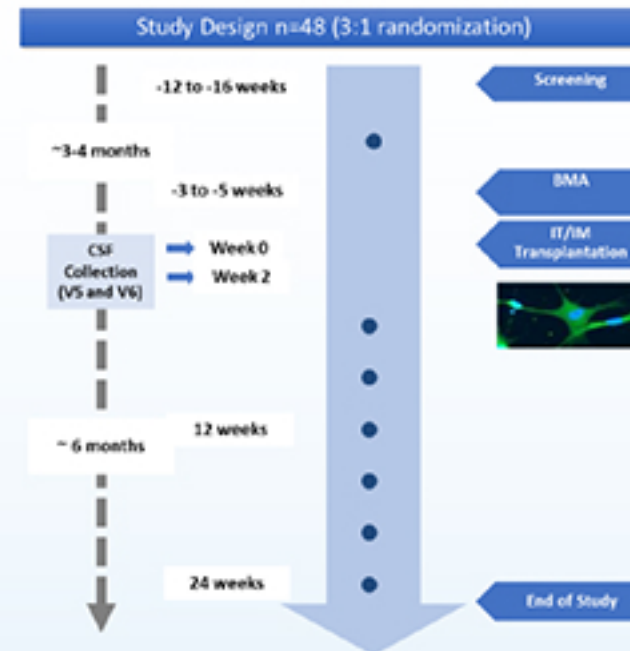 Study Design n=48 (3:1 randomization)
-12 to -16 weeks
Screening
~3-4 months
-3 to -5 weeks
BMA
CSF
Collection
(V5 and V6)
Week 0
Week 2
IT/IM
Transplantation
12 weeks
~ 6 months
24 weeks
End of Study